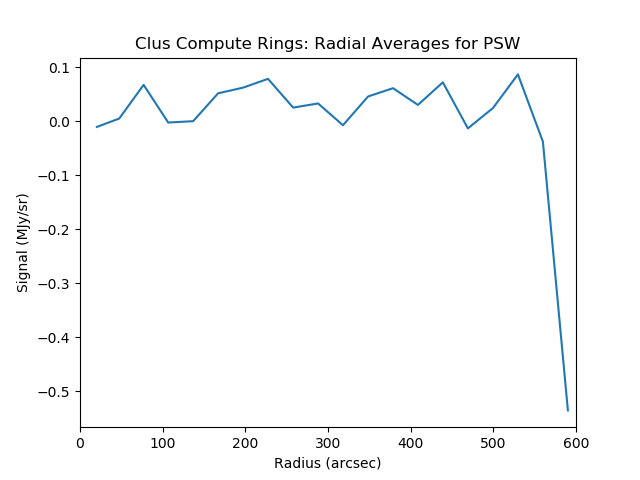 Clus Compute Rings: Radial Averages for PSW
0.1
0.0
−0.1
−0.2
−0.3
−0.4
−0.5
Signal (MJy/sr)
0 100 200 300 400 500 600
Radius (arcsec)